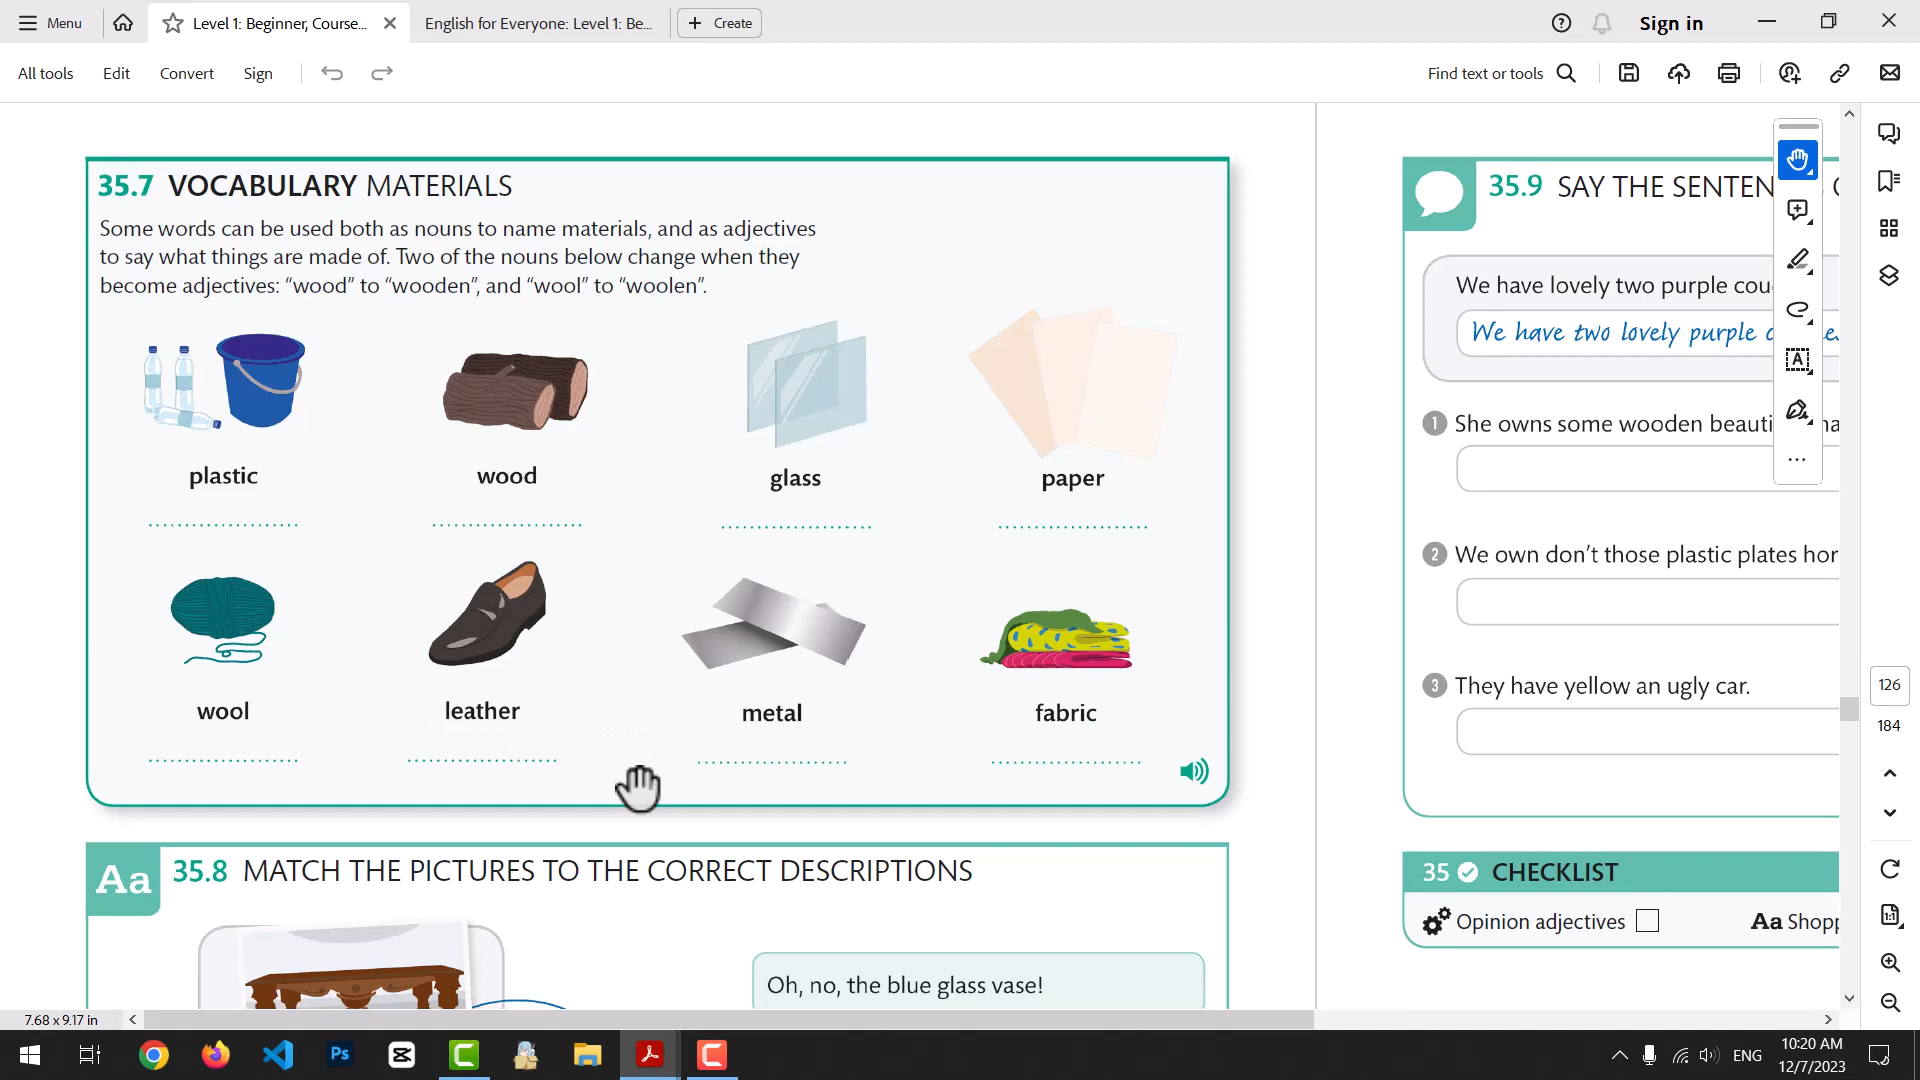 Menu
Level 1: Beginner, Course...
English for Everyone: Level 1: Be...
Create
Sign in
All tools
Edit
Convert
Sign
Find text or tools
35.7 VOCABULARY MATERIALS
Some words can be used both as nouns to name materials, and as adjectives
to say what things are made of. Two of the nouns below change when they
become adjectives: “wood” to “wooden”, and “wool” to “woolen”.
plastic
wood
glass
paper
wool
leather
metal
fabric
Aa
35.8 MATCH THE PICTURES TO THE CORRECT DESCRIPTIONS
Oh, no, the blue glass vase!
35.9 SAY THE SENTEN
We have lovely two purple cou
We have two lovely purple
1 She owns some wooden beauti
2 We own don’t those plastic plates hor
3 They have yellow an ugly car.
35 CHECKLIST
Opinion adjectives
Aa Shopp
A
126
184
1:1
7.68 x 9.17 in
Ps
ENG
10:20 AM
12/7/2023